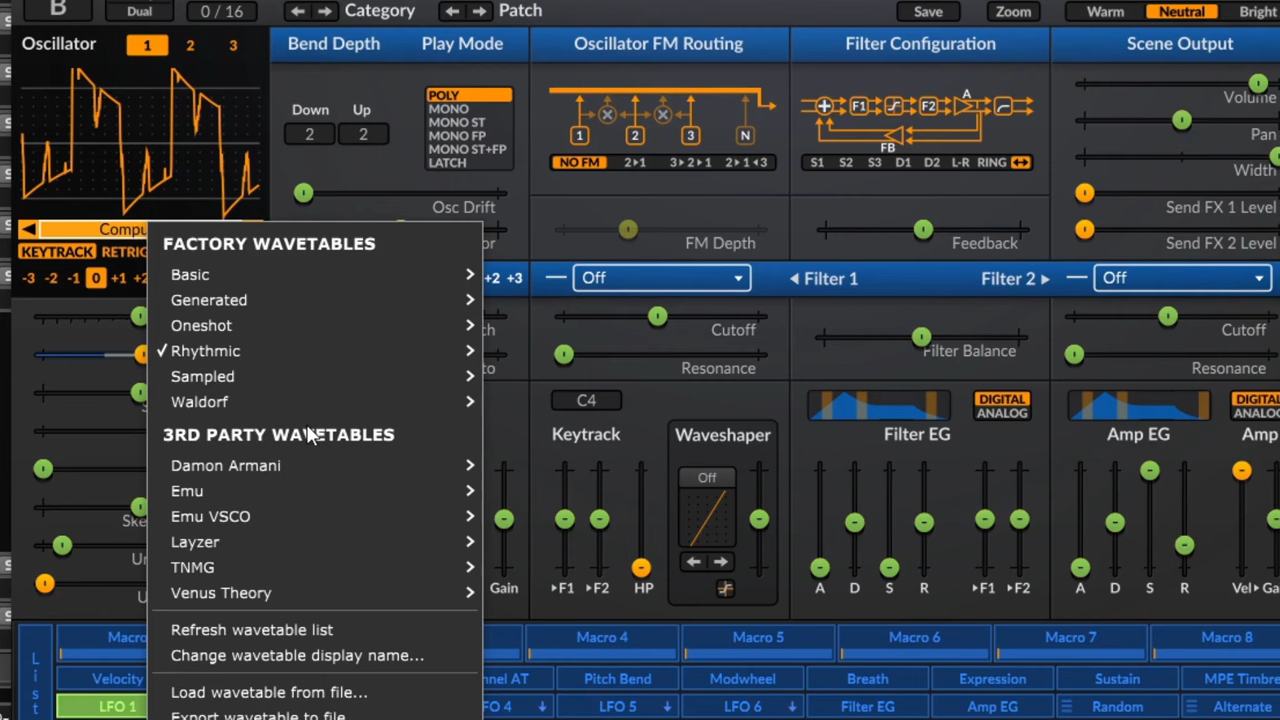 B
Dual
0 / 16
Category
Patch
Save
Zoom
Warm
Neutral
Bright
Oscillator
1
2
3
Bend Depth
Play Mode
Oscillator FM Routing
Filter Configuration
Scene Output
Down
Up
2
2
POLY
MONO
MONO ST
MONO FP
MONO ST+FP
LATCH
Osc Drift
1
2
3
N
NO FM
2▸1
3▸2▸1
2▸1◂3
FM Depth
F1
F2
A
FB
S1
S2
S3
D1
D2
L-R
RING
Feedback
Volume
Pan
Width
Send FX 1 Level
Send FX 2 Level
KEYTRACK
-3 -2 -1 0 +1
+2 +3
FACTORY WAVETABLES
Basic
Generated
Oneshot
✓ Rhythmic
Sampled
Waldorf
3RD PARTY WAVETABLES
Damon Armani
Emu
Emu VSCO
Layzer
TNMG
Venus Theory
Refresh wavetable list
Change wavetable display name...
Load wavetable from file...
Export wavetable to file
Off
Filter 1
Filter 2
Off
Cutoff
Resonance
Filter Balance
Cutoff
Resonance
C4
Keytrack
Waveshaper
Off
Gain
▸F1
▸F2
HP
DIGITAL
ANALOG
Filter EG
A
D
S
R
▸F1
▸F2
DIGITAL
ANALOG
Amp EG
A
D
S
R
List
Macro 4
Macro 5
Macro 6
Macro 7
Macro 8
Velocity
Pitch Bend
Modwheel
Breath
Expression
Sustain
MPE Timbre
LFO 1
LFO 5
LFO 6
Filter EG
Amp EG
Random
Alternate